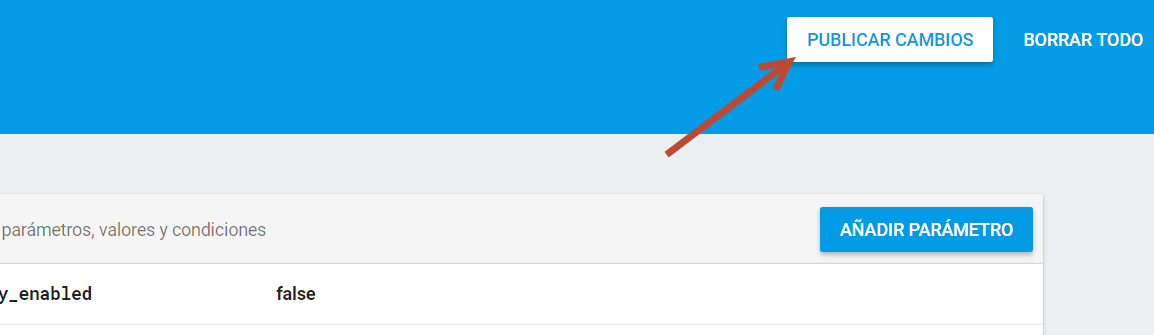 PUBLICAR CAMBIOS BORRAR TODO
parámetros, valores y condiciones AÑADIR PARÁMETRO
y_enabled false